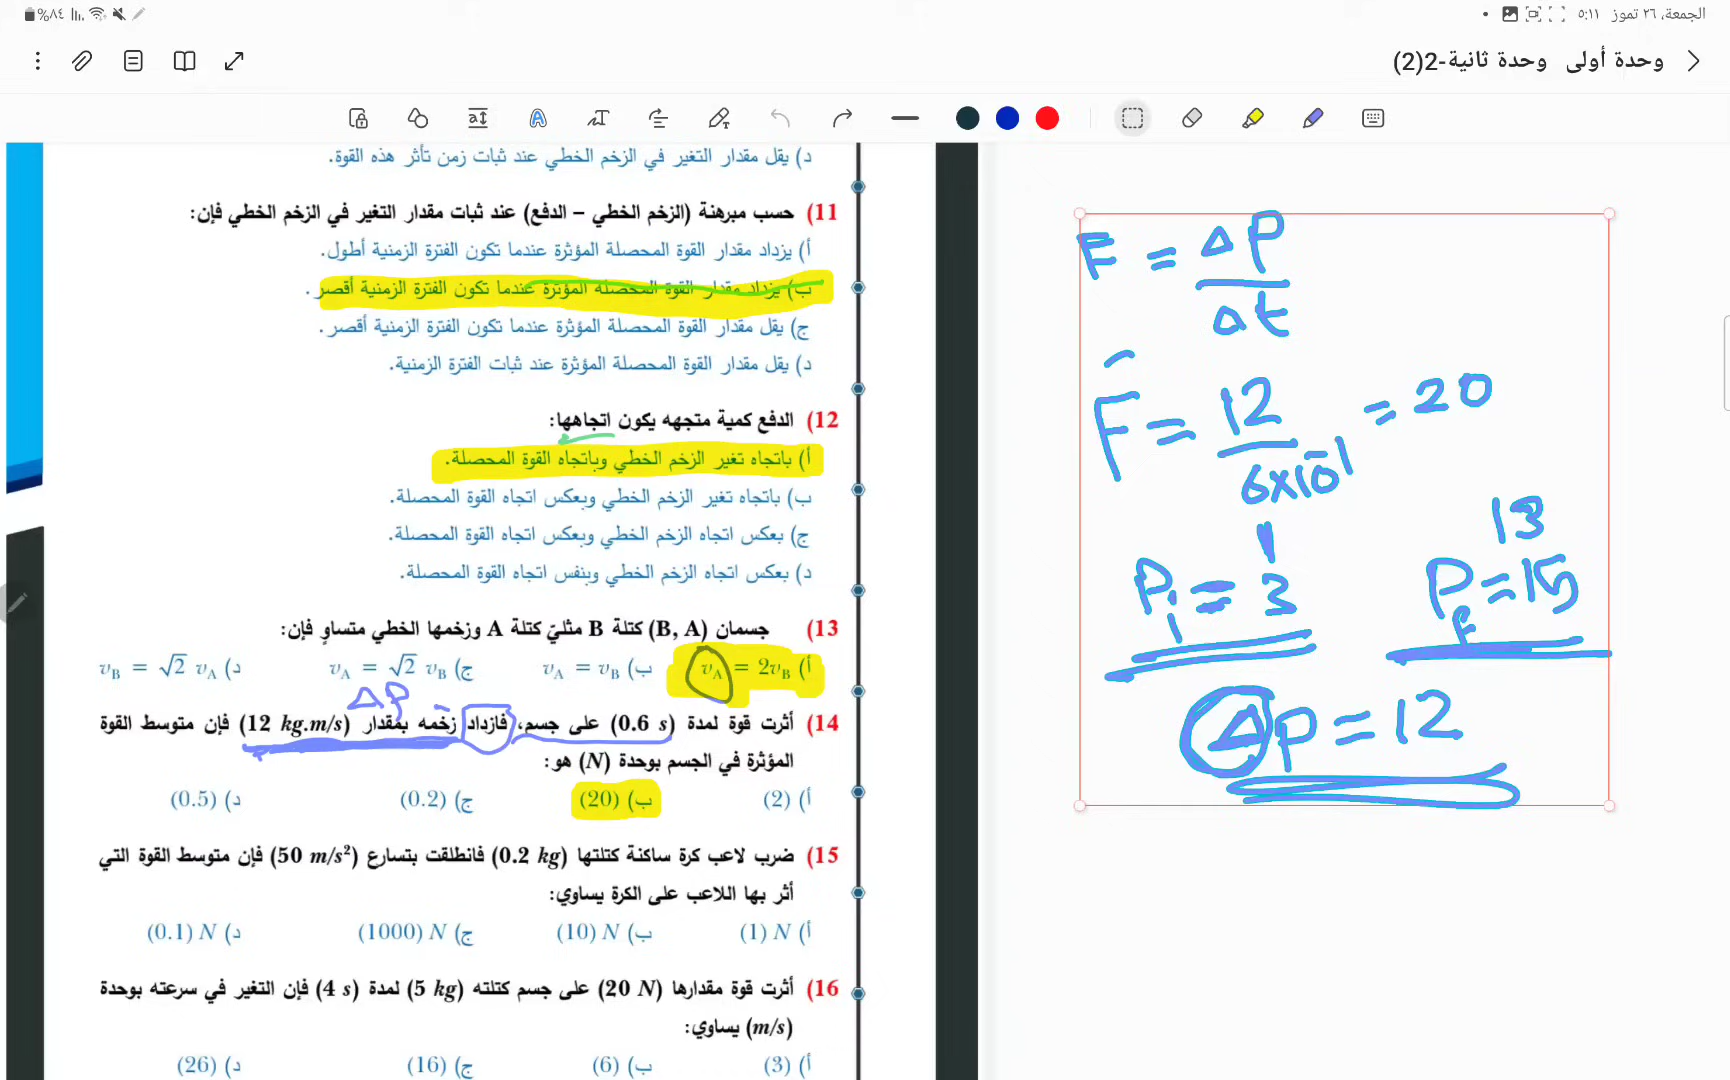 ٨٤%
الجمعة، ٢٦ تموز ٥:١١
وحدة أولى وحدة ثانية-2(2)
د) يقل مقدار التغير في الزخم الخطي عند ثبات زمن تأثر هذه القوة.
11) حسب مبرهنة (الزخم الخطي – الدفع) عند ثبات مقدار التغير في الزخم الخطي فإن:
أ) يزداد مقدار القوة المحصلة المؤثرة عندما تكون الفترة الزمنية أطول.
ب) يزداد مقدار القوة المحصلة المؤثرة عندما تكون الفترة الزمنية أقصر.
ج) يقل مقدار القوة المحصلة المؤثرة عندما تكون الفترة الزمنية أقصر.
د) يقل مقدار القوة المحصلة المؤثرة عند ثبات الفترة الزمنية.
12) الدفع كمية متجهه يكون اتجاهها:
أ) باتجاه تغير الزخم الخطي وباتجاه القوة المحصلة.
ب) باتجاه تغير الزخم الخطي وبعكس اتجاه القوة المحصلة.
ج) بعكس اتجاه الزخم الخطي وبعكس اتجاه القوة المحصلة.
د) بعكس اتجاه الزخم الخطي وبنفس اتجاه القوة المحصلة.
13) جسمان (B, A) كتلة B مثليّ كتلة A وزخمها الخطي متساوٍ فإن:
أ) vA = 2vB ب) vA = vB ج) vA = √2 vB د) vB = √2 vA
ΔP
14) أثرت قوة لمدة (0.6 s) على جسم، فازداد زخمه بمقدار (12 kg.m/s) فإن متوسط القوة
المؤثرة في الجسم بوحدة (N) هو:
أ) (2) ب) (20) ج) (0.2) د) (0.5)
15) ضرب لاعب كرة ساكنة كتلتها (0.2 kg) فانطلقت بتسارع (50 m/s²) فإن متوسط القوة التي
أثر بها اللاعب على الكرة يساوي:
أ) (1) N ب) (10) N ج) (1000) N د) (0.1) N
16) أثرت قوة مقدارها (20 N) على جسم كتلته (5 kg) لمدة (4 s) فإن التغير في سرعته بوحدة
(m/s) يساوي:
أ) (3) ب) (6) ج) (16) د) (26)
F = ΔP
Δt
F = 12 = 20
6×10⁻¹
1 13
Pi = 3 Pf = 15
ΔP = 12